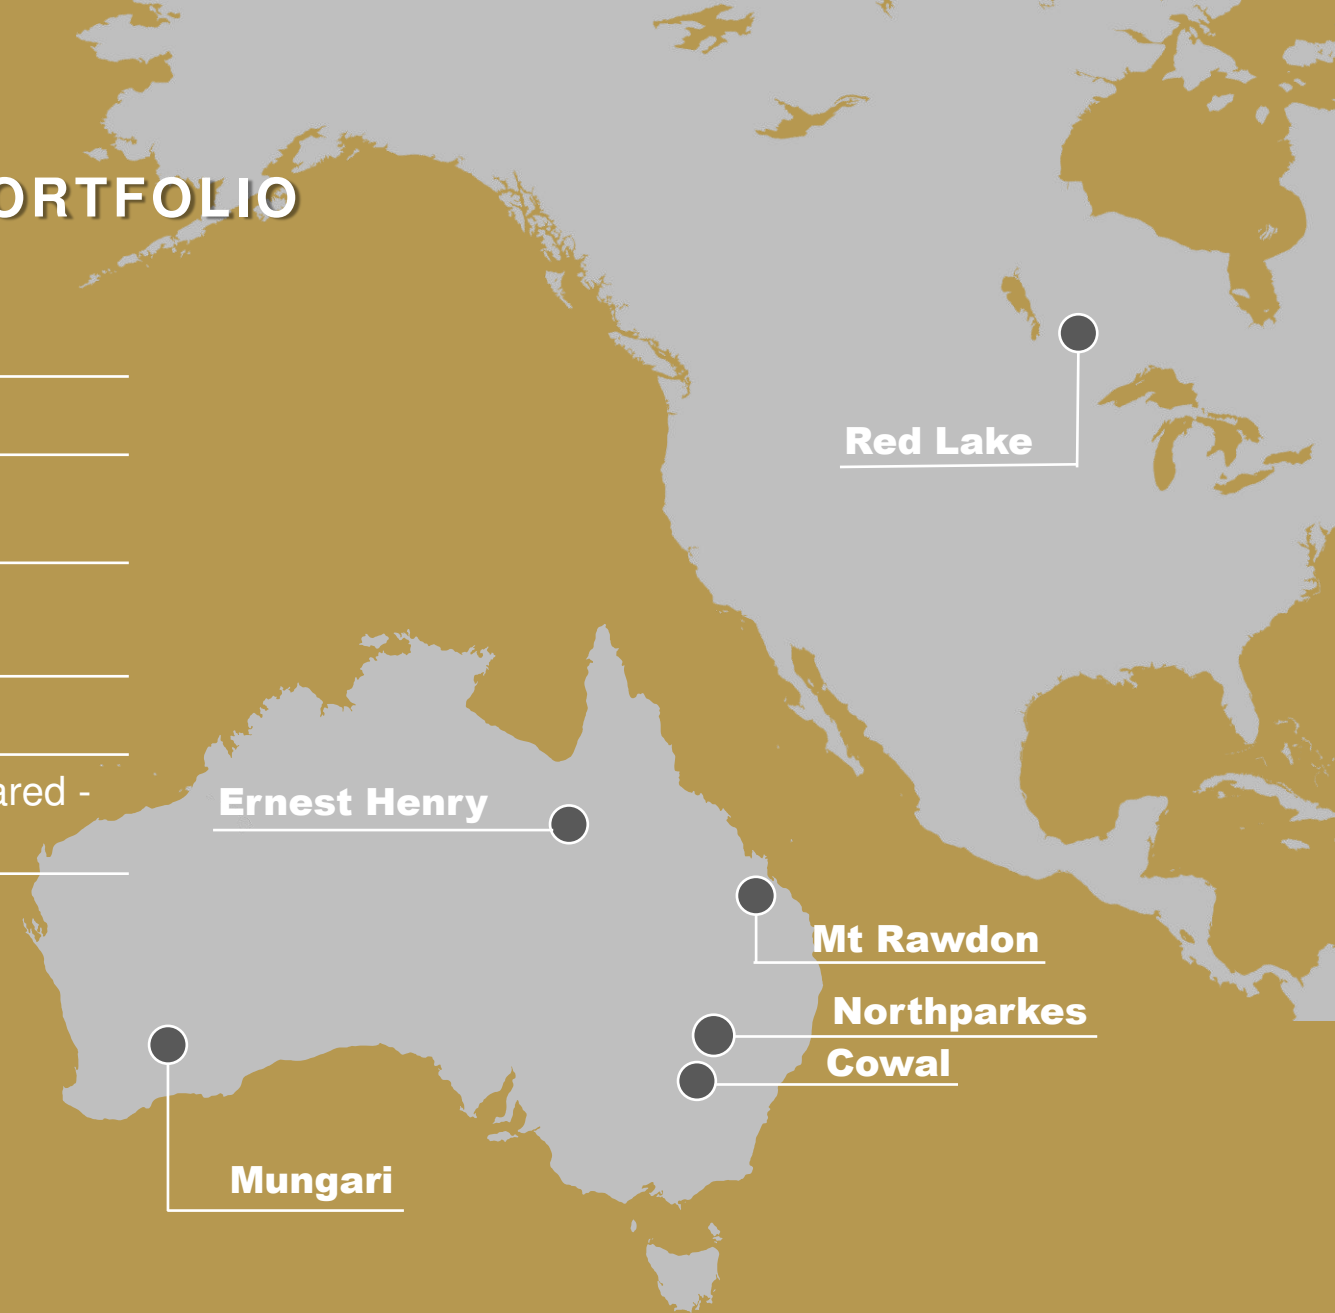 ORTFOLIO
Red Lake
ared -
Ernest Henry
Mt Rawdon
Northparkes
Cowal
Mungari